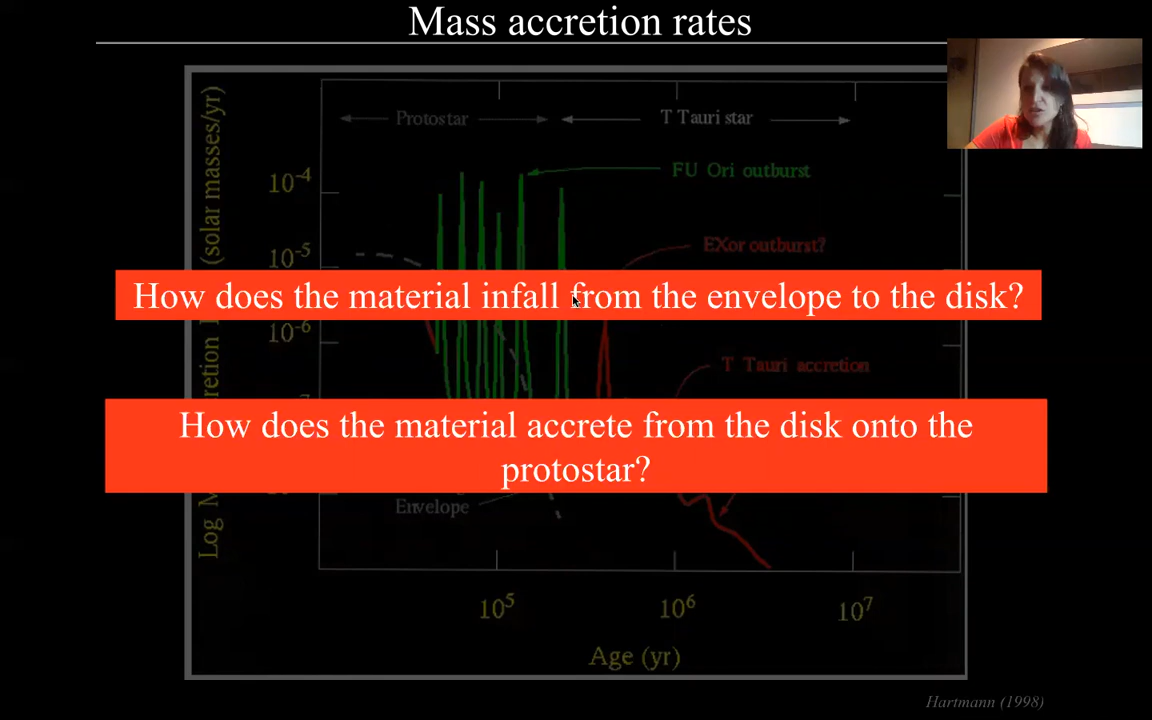 Mass accretion rates
Protostar
T Tauri star
FU Ori outburst
EXor outburst?
T Tauri accretion
Envelope
10-4
10-5
10-6
How does the material infall from the envelope to the disk?
How does the material accrete from the disk onto the
protostar?
Log M
retion
(solar masses/yr)
105
106
107
Age (yr)
Hartmann (1998)